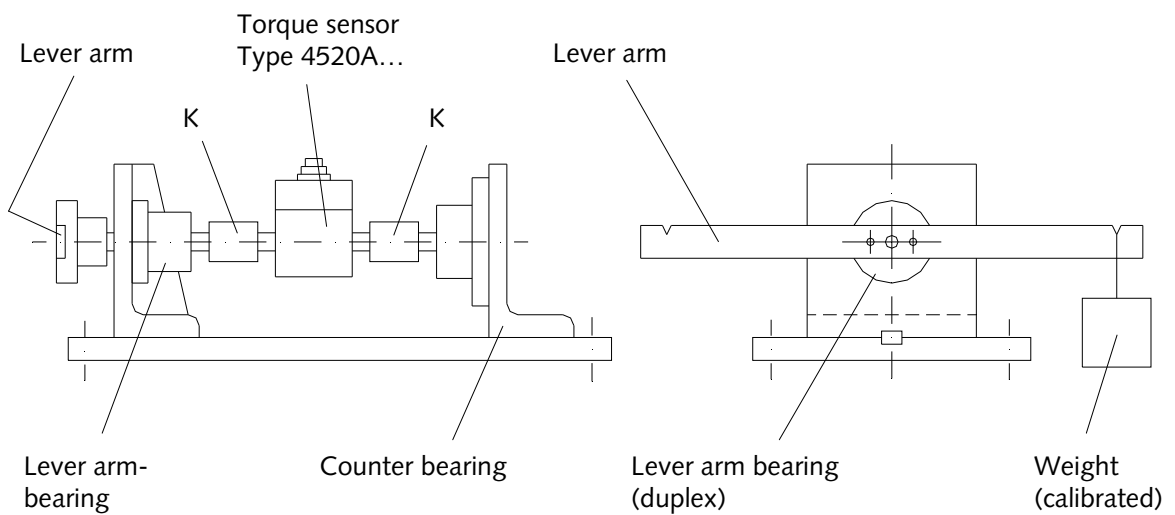 Torque sensor
Type 4520A...
Lever arm
Lever arm
K
K
Lever arm-
bearing
Counter bearing
Lever arm bearing
(duplex)
Weight
(calibrated)